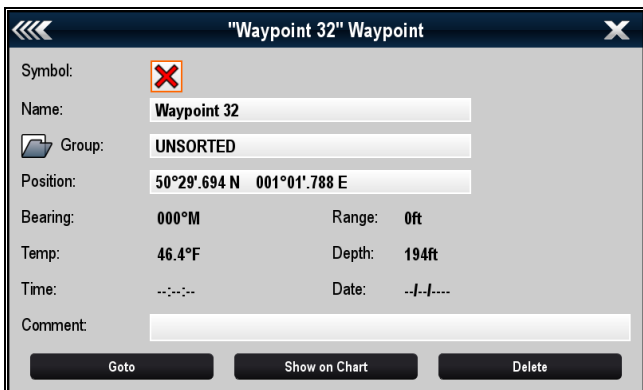 "Waypoint 32" Waypoint
Symbol:
Name: Waypoint 32
Group: UNSORTED
Position: 50°29'.694 N 001°01'.788 E
Bearing: 000°M Range: 0ft
Temp: 46.4°F Depth: 194ft
Time: --:--:-- Date: --/--/----
Comment:
Goto Show on Chart Delete